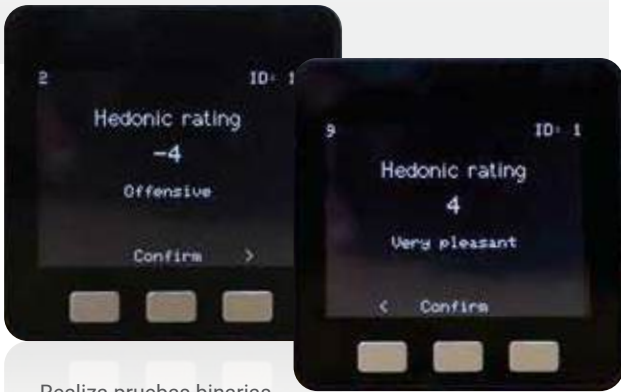 2 ID: 1
Hedonic rating
-4
Offensive
Confirm >
9 ID: 1
Hedonic rating
4
Very pleasant
< Confirm
Realiza pruebas binarias